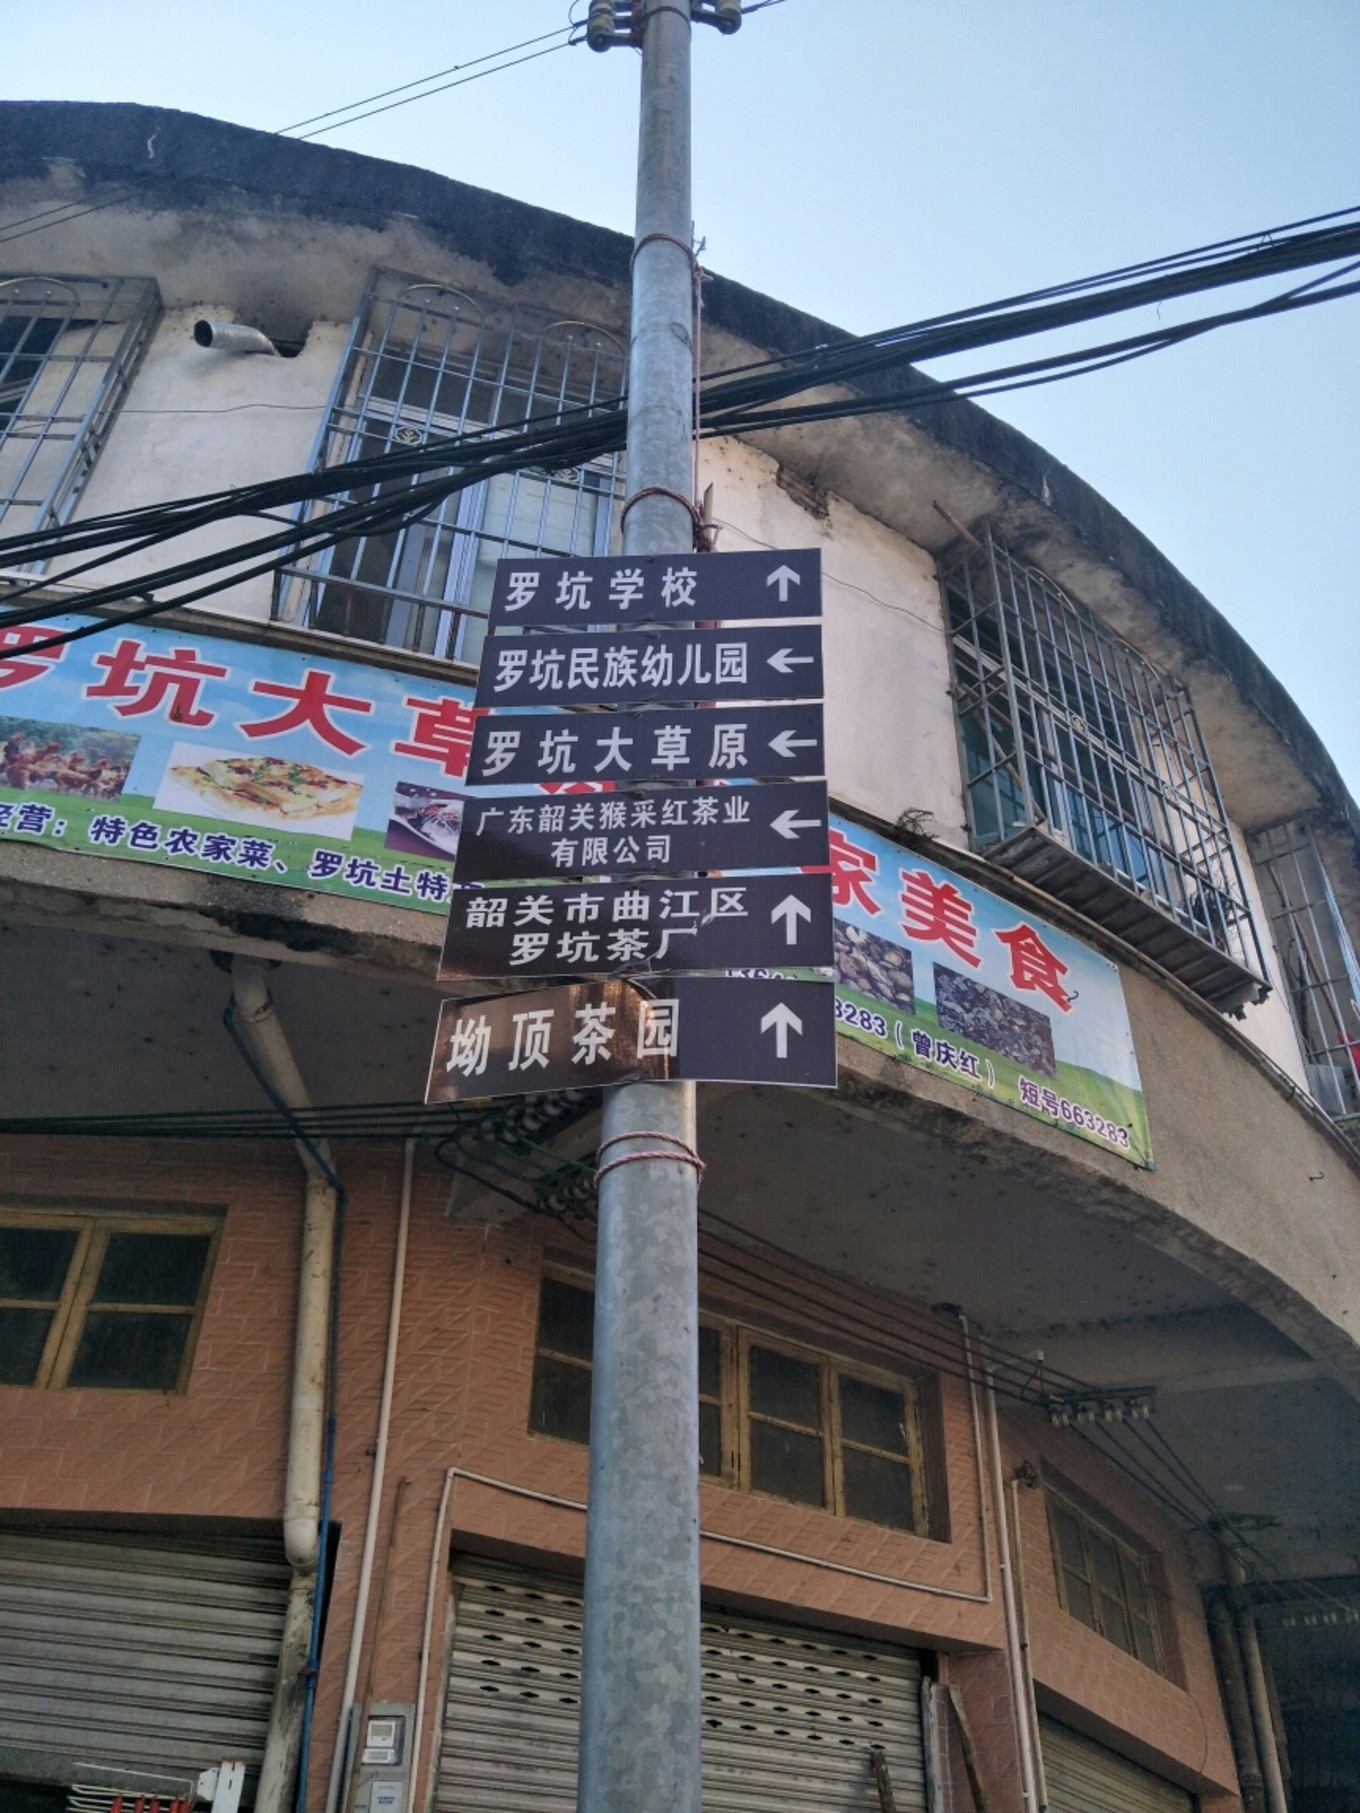 罗坑学校
罗坑民族幼儿园
罗坑大草原
广东韶关猴采红茶业
有限公司
韶关市曲江区
罗坑茶厂
坳顶茶园
罗坑大草
家美食
经营：特色农家菜、罗坑土特
3283（曾庆红） 短号663283